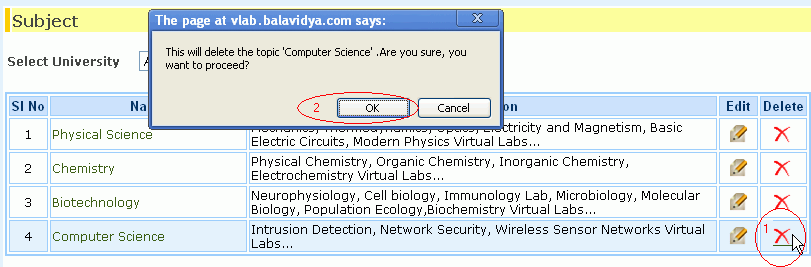 Subject
The page at vlab.balavidya.com says:
This will delete the topic 'Computer Science' .Are you sure, you
want to proceed?
2 OK Cancel
Select University
Sl No Na on Edit Delete
1 Physical Science Mechanics, Thermodynamics, Optics, Electricity and Magnetism, Basic
Electric Circuits, Modern Physics Virtual Labs...
2 Chemistry Physical Chemistry, Organic Chemistry, Inorganic Chemistry,
Electrochemistry Virtual Labs...
3 Biotechnology Neurophysiology, Cell biology, Immunology Lab, Microbiology, Molecular
Biology, Population Ecology,Biochemistry Virtual Labs...
4 Computer Science Intrusion Detection, Network Security, Wireless Sensor Networks Virtual
Labs...
1